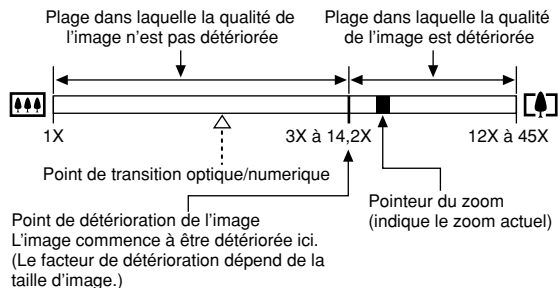 Plage dans laquelle la qualité de
l'image n'est pas détériorée
Plage dans laquelle la qualité
de l'image est détériorée
1X
3X à 14,2X
12X à 45X
Point de transition optique/numerique
Pointeur du zoom
(indique le zoom actuel)
Point de détérioration de l'image
L'image commence à être détériorée ici.
(Le facteur de détérioration dépend de la
taille d'image.)